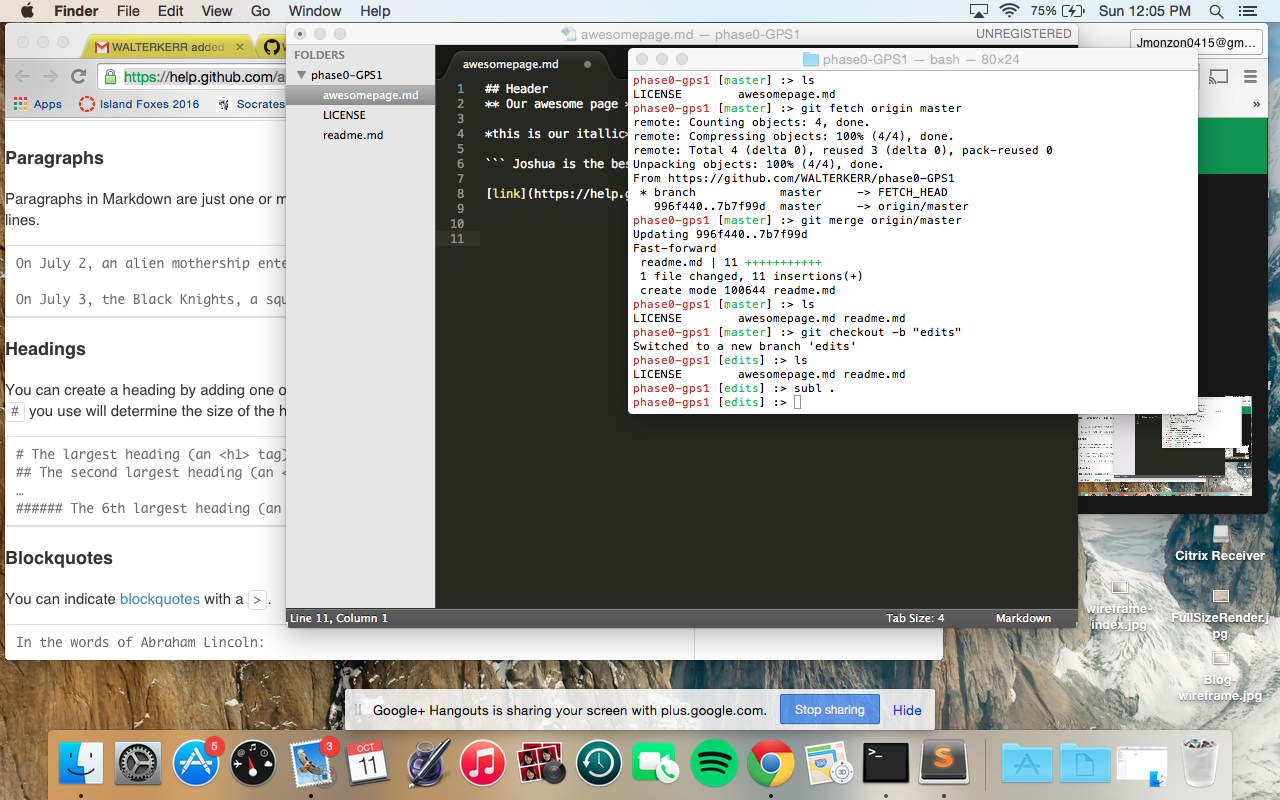 Finder File Edit View Go Window Help 75% Sun 12:05 PM
WALTERKERR added
awesomepage.md — phase0-GPS1 UNREGISTERED
Jmonzon0415@gm...
https://help.github.com/a
Apps Island Foxes 2016 Socrates
»
Paragraphs
Paragraphs in Markdown are just one or m
lines.
On July 2, an alien mothership ente
On July 3, the Black Knights, a squ
Headings
You can create a heading by adding one o
# you use will determine the size of the h
# The largest heading (an <h1> tag)
## The second largest heading (an <
…
###### The 6th largest heading (an
Blockquotes
You can indicate blockquotes with a > .
In the words of Abraham Lincoln:
FOLDERS
phase0-GPS1
awesomepage.md
LICENSE
readme.md
awesomepage.md
1 ## Header
2 ** Our awesome page *
3
4 *this is our itallic*
5
6 ``` Joshua is the bes
7
8 [link](https://help.g
9
10
11
Line 11, Column 1 Tab Size: 4 Markdown
phase0-GPS1 — bash — 80×24
phase0-gps1 [master] :> ls
LICENSE awesomepage.md
phase0-gps1 [master] :> git fetch origin master
remote: Counting objects: 4, done.
remote: Compressing objects: 100% (4/4), done.
remote: Total 4 (delta 0), reused 3 (delta 0), pack-reused 0
Unpacking objects: 100% (4/4), done.
From https://github.com/WALTERKERR/phase0-GPS1
* branch master -> FETCH_HEAD
996f440..7b7f99d master -> origin/master
phase0-gps1 [master] :> git merge origin/master
Updating 996f440..7b7f99d
Fast-forward
readme.md | 11 +++++++++++
1 file changed, 11 insertions(+)
create mode 100644 readme.md
phase0-gps1 [master] :> ls
LICENSE awesomepage.md readme.md
phase0-gps1 [master] :> git checkout -b "edits"
Switched to a new branch 'edits'
phase0-gps1 [edits] :> ls
LICENSE awesomepage.md readme.md
phase0-gps1 [edits] :> subl .
phase0-gps1 [edits] :>
Citrix Receiver
wireframe-
index.jpg
FullSizeRender.j
pg
Blog-
wireframe.jpg
Google+ Hangouts is sharing your screen with plus.google.com. Stop sharing Hide
5
3
OCT
11
3D
>_
S